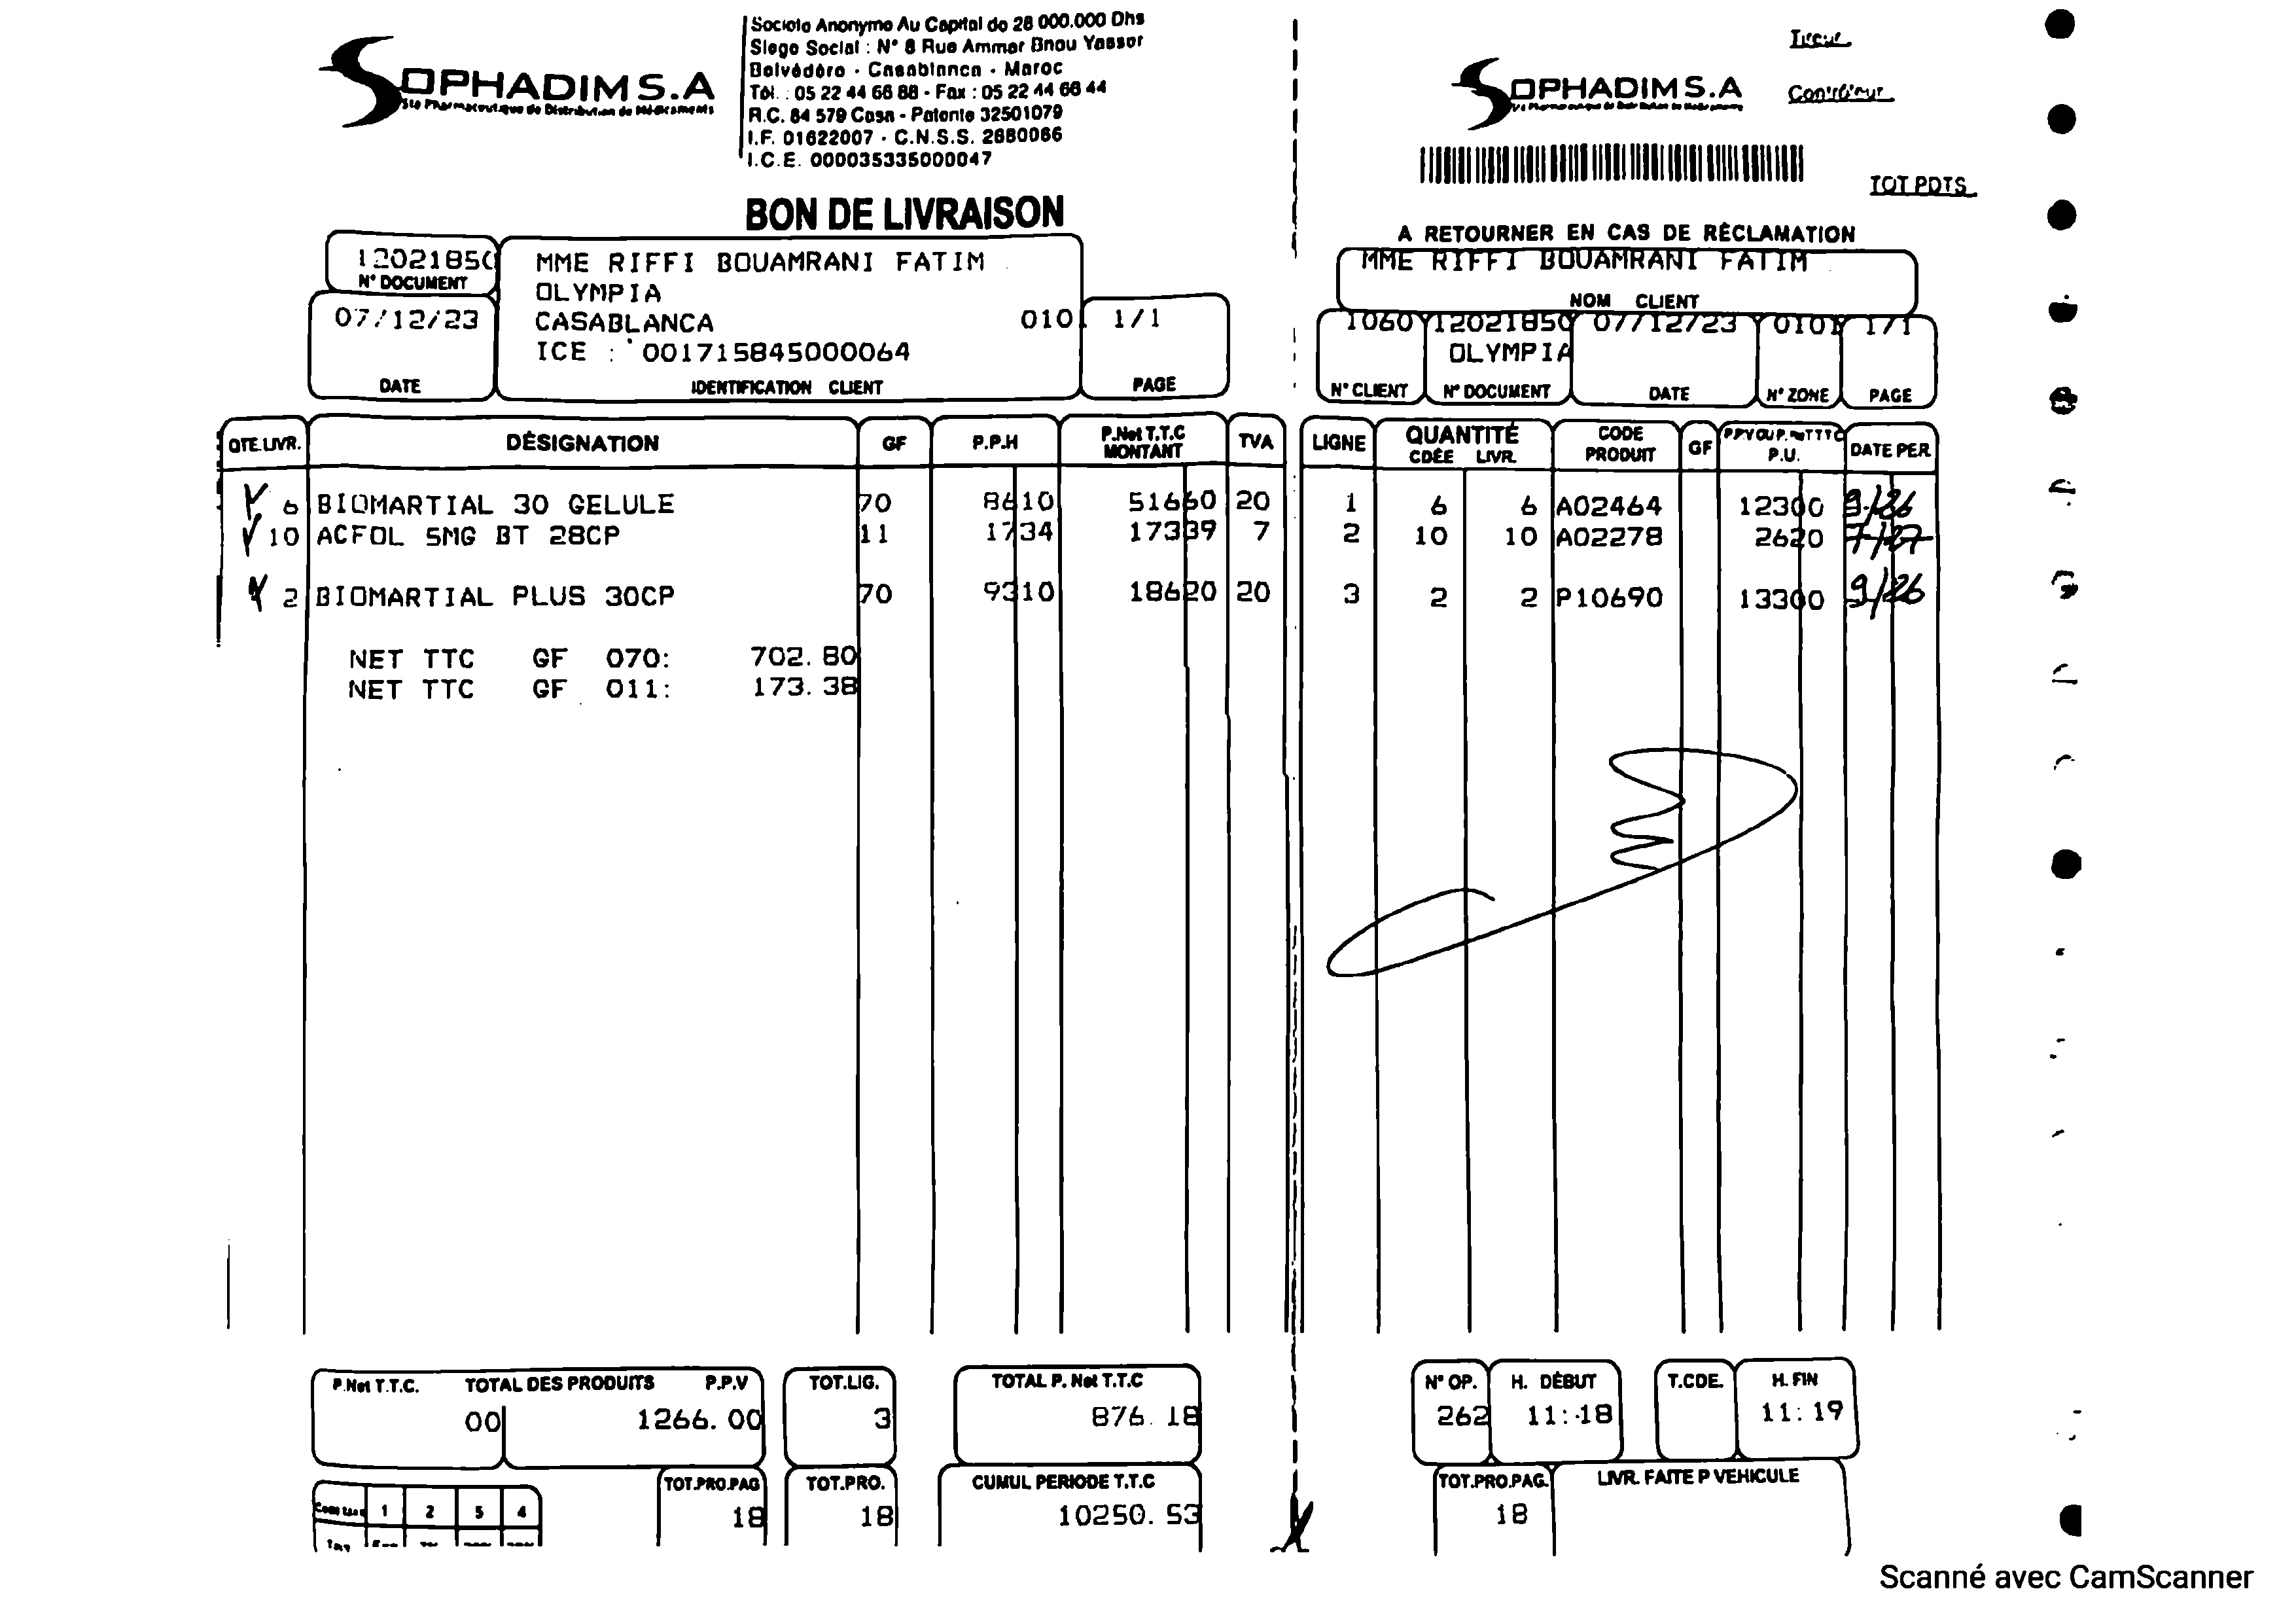 SOPHADIM S.A
Sté Pharmaceutique de Distribution de Médicaments
Société Anonyme Au Capital de 28 000.000 Dhs
Siège Social : N° 8 Rue Ammar Bnou Yasser
Belvédère - Casablanca - Maroc
Tél. : 05 22 44 66 88 - Fax : 05 22 44 66 44
R.C. 84 579 Casa - Patente 32501079
I.F. 01622007 - C.N.S.S. 2680066
I.C.E. 000035335000047
BON DE LIVRAISON
12021850
N° DOCUMENT
07/12/23
DATE
MME RIFFI BOUAMRANI FATIM
OLYMPIA
CASABLANCA 0101
ICE : 001715845000064
IDENTIFICATION CLIENT
1/1
PAGE
QTE.LIVR. DÉSIGNATION GF P.P.H P.Net T.T.C MONTANT TVA
6 BIOMARTIAL 30 GELULE 70 86 10 516 60 20
10 ACFOL 5MG BT 28CP 11 17 34 173 39 7
2 BIOMARTIAL PLUS 30CP 70 93 10 186 20 20
NET TTC GF 070: 702.80
NET TTC GF 011: 173.38
P.Net T.T.C. TOTAL DES PRODUITS P.P.V
00 1266.00
TOT.LIG.
3
TOTAL P. Net T.T.C
876.18
TOT.PRO.PAG
18
TOT.PRO.
18
CUMUL PERIODE T.T.C
10250.53
1 2 5 4
SOPHADIM S.A
Tireur
Contrôleur
TOT PDTS
A RETOURNER EN CAS DE RÉCLAMATION
MME RIFFI BOUAMRANI FATIM
NOM CLIENT
1060 12021850 07/12/23 0101 1/1
OLYMPIA
N° CLIENT N° DOCUMENT DATE N° ZONE PAGE
LIGNE QUANTITÉ CDÉE LIVR. CODE PRODUIT GF P.P.V OU P. Net T.T.C P.U. DATE PER
1 6 6 A02464 123 00 9/26
2 10 10 A02278 26 20 7/27
3 2 2 P10690 133 00 9/26
N° OP. H. DÉBUT T.CDE. H. FIN
262 11:18 11:19
TOT.PRO.PAG. LIVR. FAITE P VEHICULE
18
Scanné avec CamScanner